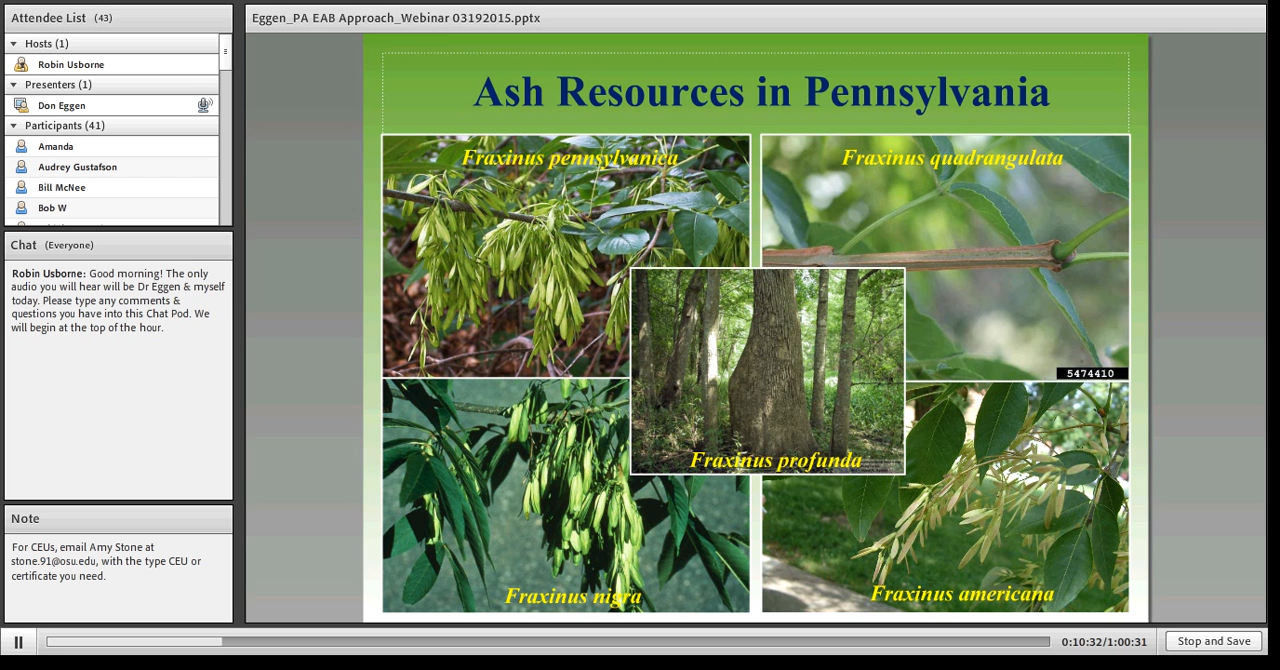 Attendee List (43)
Hosts (1)
Robin Usborne
Presenters (1)
Don Eggen
Participants (41)
Amanda
Audrey Gustafson
Bill McNee
Bob W
Chat (Everyone)
Robin Usborne: Good morning! The only
audio you will hear will be Dr Eggen & myself
today. Please type any comments &
questions you have into this Chat Pod. We
will begin at the top of the hour.
Note
For CEUs, email Amy Stone at
stone.91@osu.edu, with the type CEU or
certificate you need.
Eggen_PA EAB Approach_Webinar 03192015.pptx
Ash Resources in Pennsylvania
Fraxinus pennsylvanica
Fraxinus quadrangulata
5474410
Fraxinus profunda
Fraxinus nigra
Fraxinus americana
0:10:32/1:00:31
Stop and Save